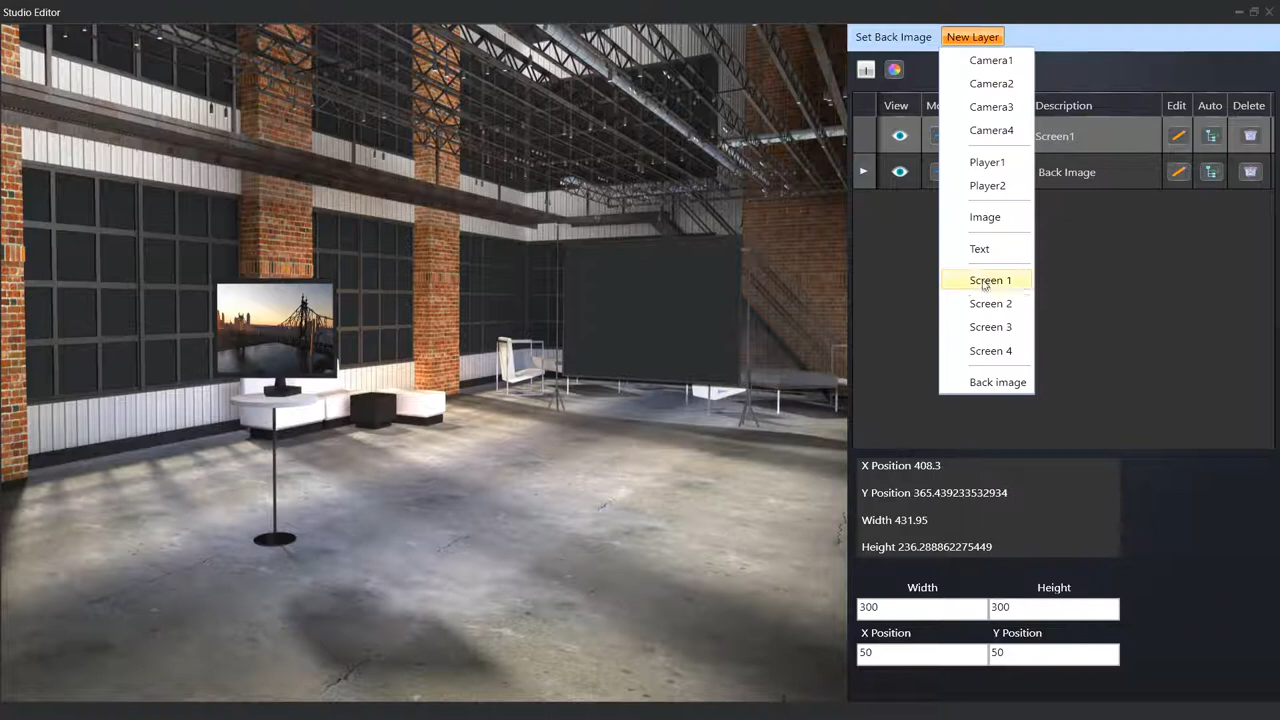 Studio Editor
Set Back Image
New Layer
Camera1
Camera2
Camera3
Camera4
Player1
Player2
Image
Text
Screen 1
Screen 2
Screen 3
Screen 4
Back image
View Mo Description Edit Auto Delete
Screen1
Back Image
X Position 408.3
Y Position 365.439233532934
Width 431.95
Height 236.288862275449
Width Height
300 300
X Position Y Position
50 50